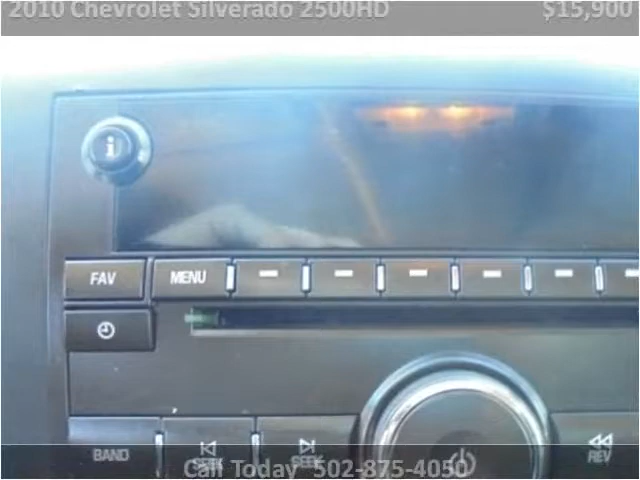 2010 Chevrolet Silverado 2500HD $15,900
i
FAV MENU
BAND SEEK SEEK REV
Call Today 502-875-4050